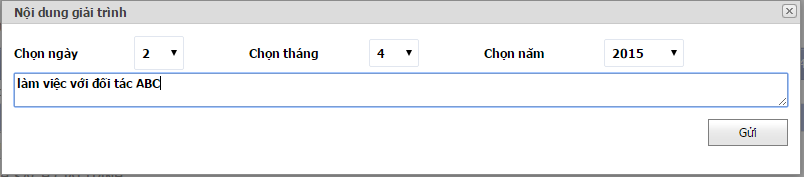 Nội dung giải trình
Chọn ngày 2 Chọn tháng 4 Chọn năm 2015
làm việc với đối tác ABC
Gửi